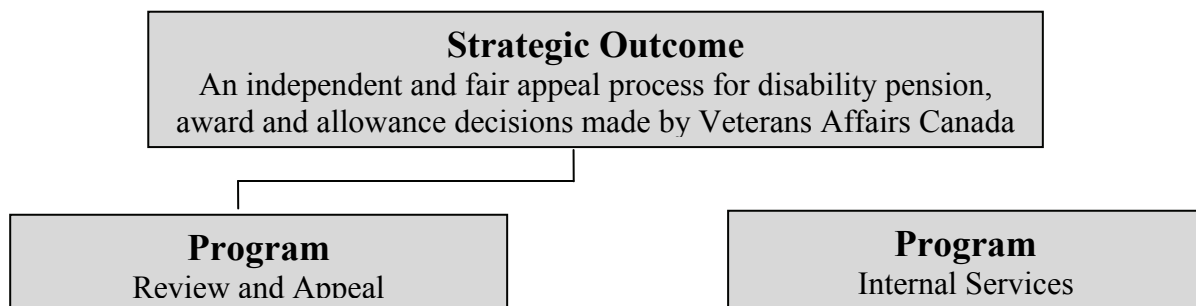 Strategic Outcome
An independent and fair appeal process for disability pension,
award and allowance decisions made by Veterans Affairs Canada
Program
Review and Appeal
Program
Internal Services